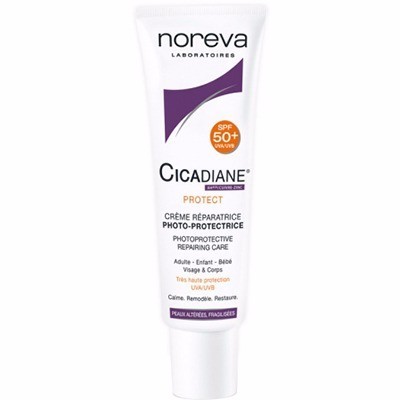 noreva
LABORATOIRES
SPF
50+
UVA/UVB
CICADIANE®
PROTECT
CRÈME RÉPARATRICE
PHOTO-PROTECTRICE
PHOTOPROTECTIVE
REPAIRING CARE
Adulte - Enfant - Bébé
Visage & Corps
Très haute protection
UVA/UVB
Calme. Remodèle. Restaure.
PEAUX ALTÉRÉES, FRAGILISÉES